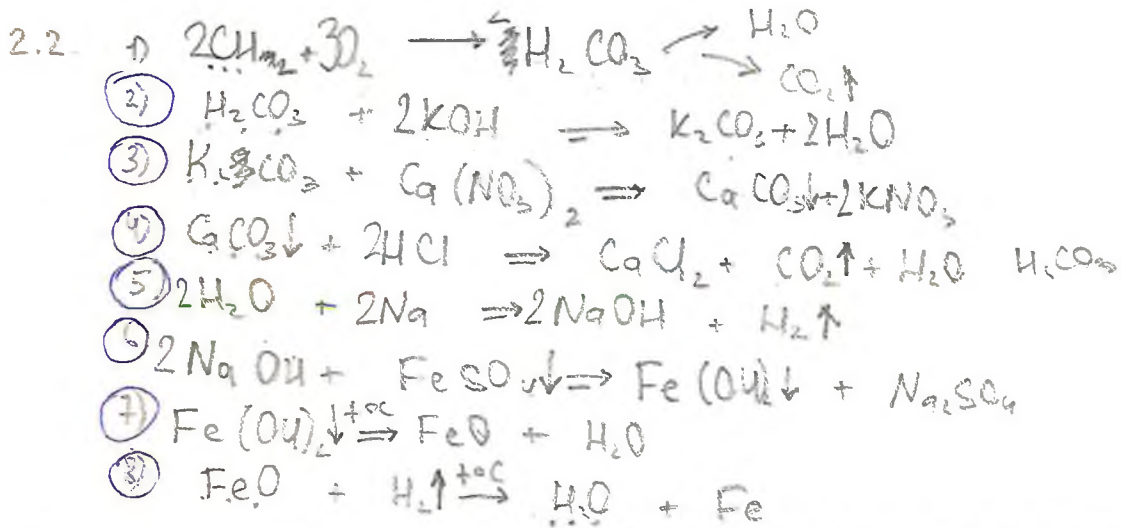 2.2 1) 2CH₂ + 3O₂ → H₂CO₃ → H₂O
→ CO₂↑
2) H₂CO₃ + 2KOH ⇒ K₂CO₃ + 2H₂O
3) K₂CO₃ + Ca(NO₃)₂ ⇒ CaCO₃↓ + 2KNO₃
4) CaCO₃↓ + 2HCl ⇒ CaCl₂ + CO₂↑ + H₂O H₂CO₃
5) 2H₂O + 2Na ⇒ 2NaOH + H₂↑
6) 2NaOH + FeSO₄↓ ⇒ Fe(OH)₂↓ + Na₂SO₄
7) Fe(OH)₂↓ +°C ⇒ FeO + H₂O
8) FeO + H₂↑ +°C → H₂O + Fe